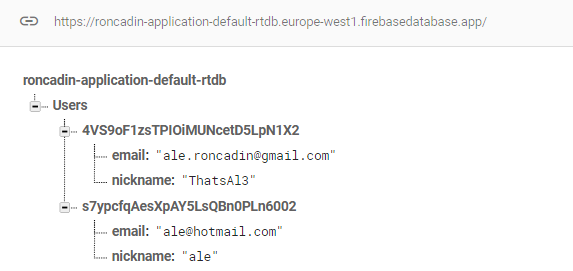 https://roncadin-application-default-rtdb.europe-west1.firebasedatabase.app/
roncadin-application-default-rtdb
Users
4VS9oF1zsTPIOiMUNcetD5LpN1X2
email: "ale.roncadin@gmail.com"
nickname: "ThatsAl3"
s7ypcfqAesXpAY5LsQBn0PLn6002
email: "ale@hotmail.com"
nickname: "ale"